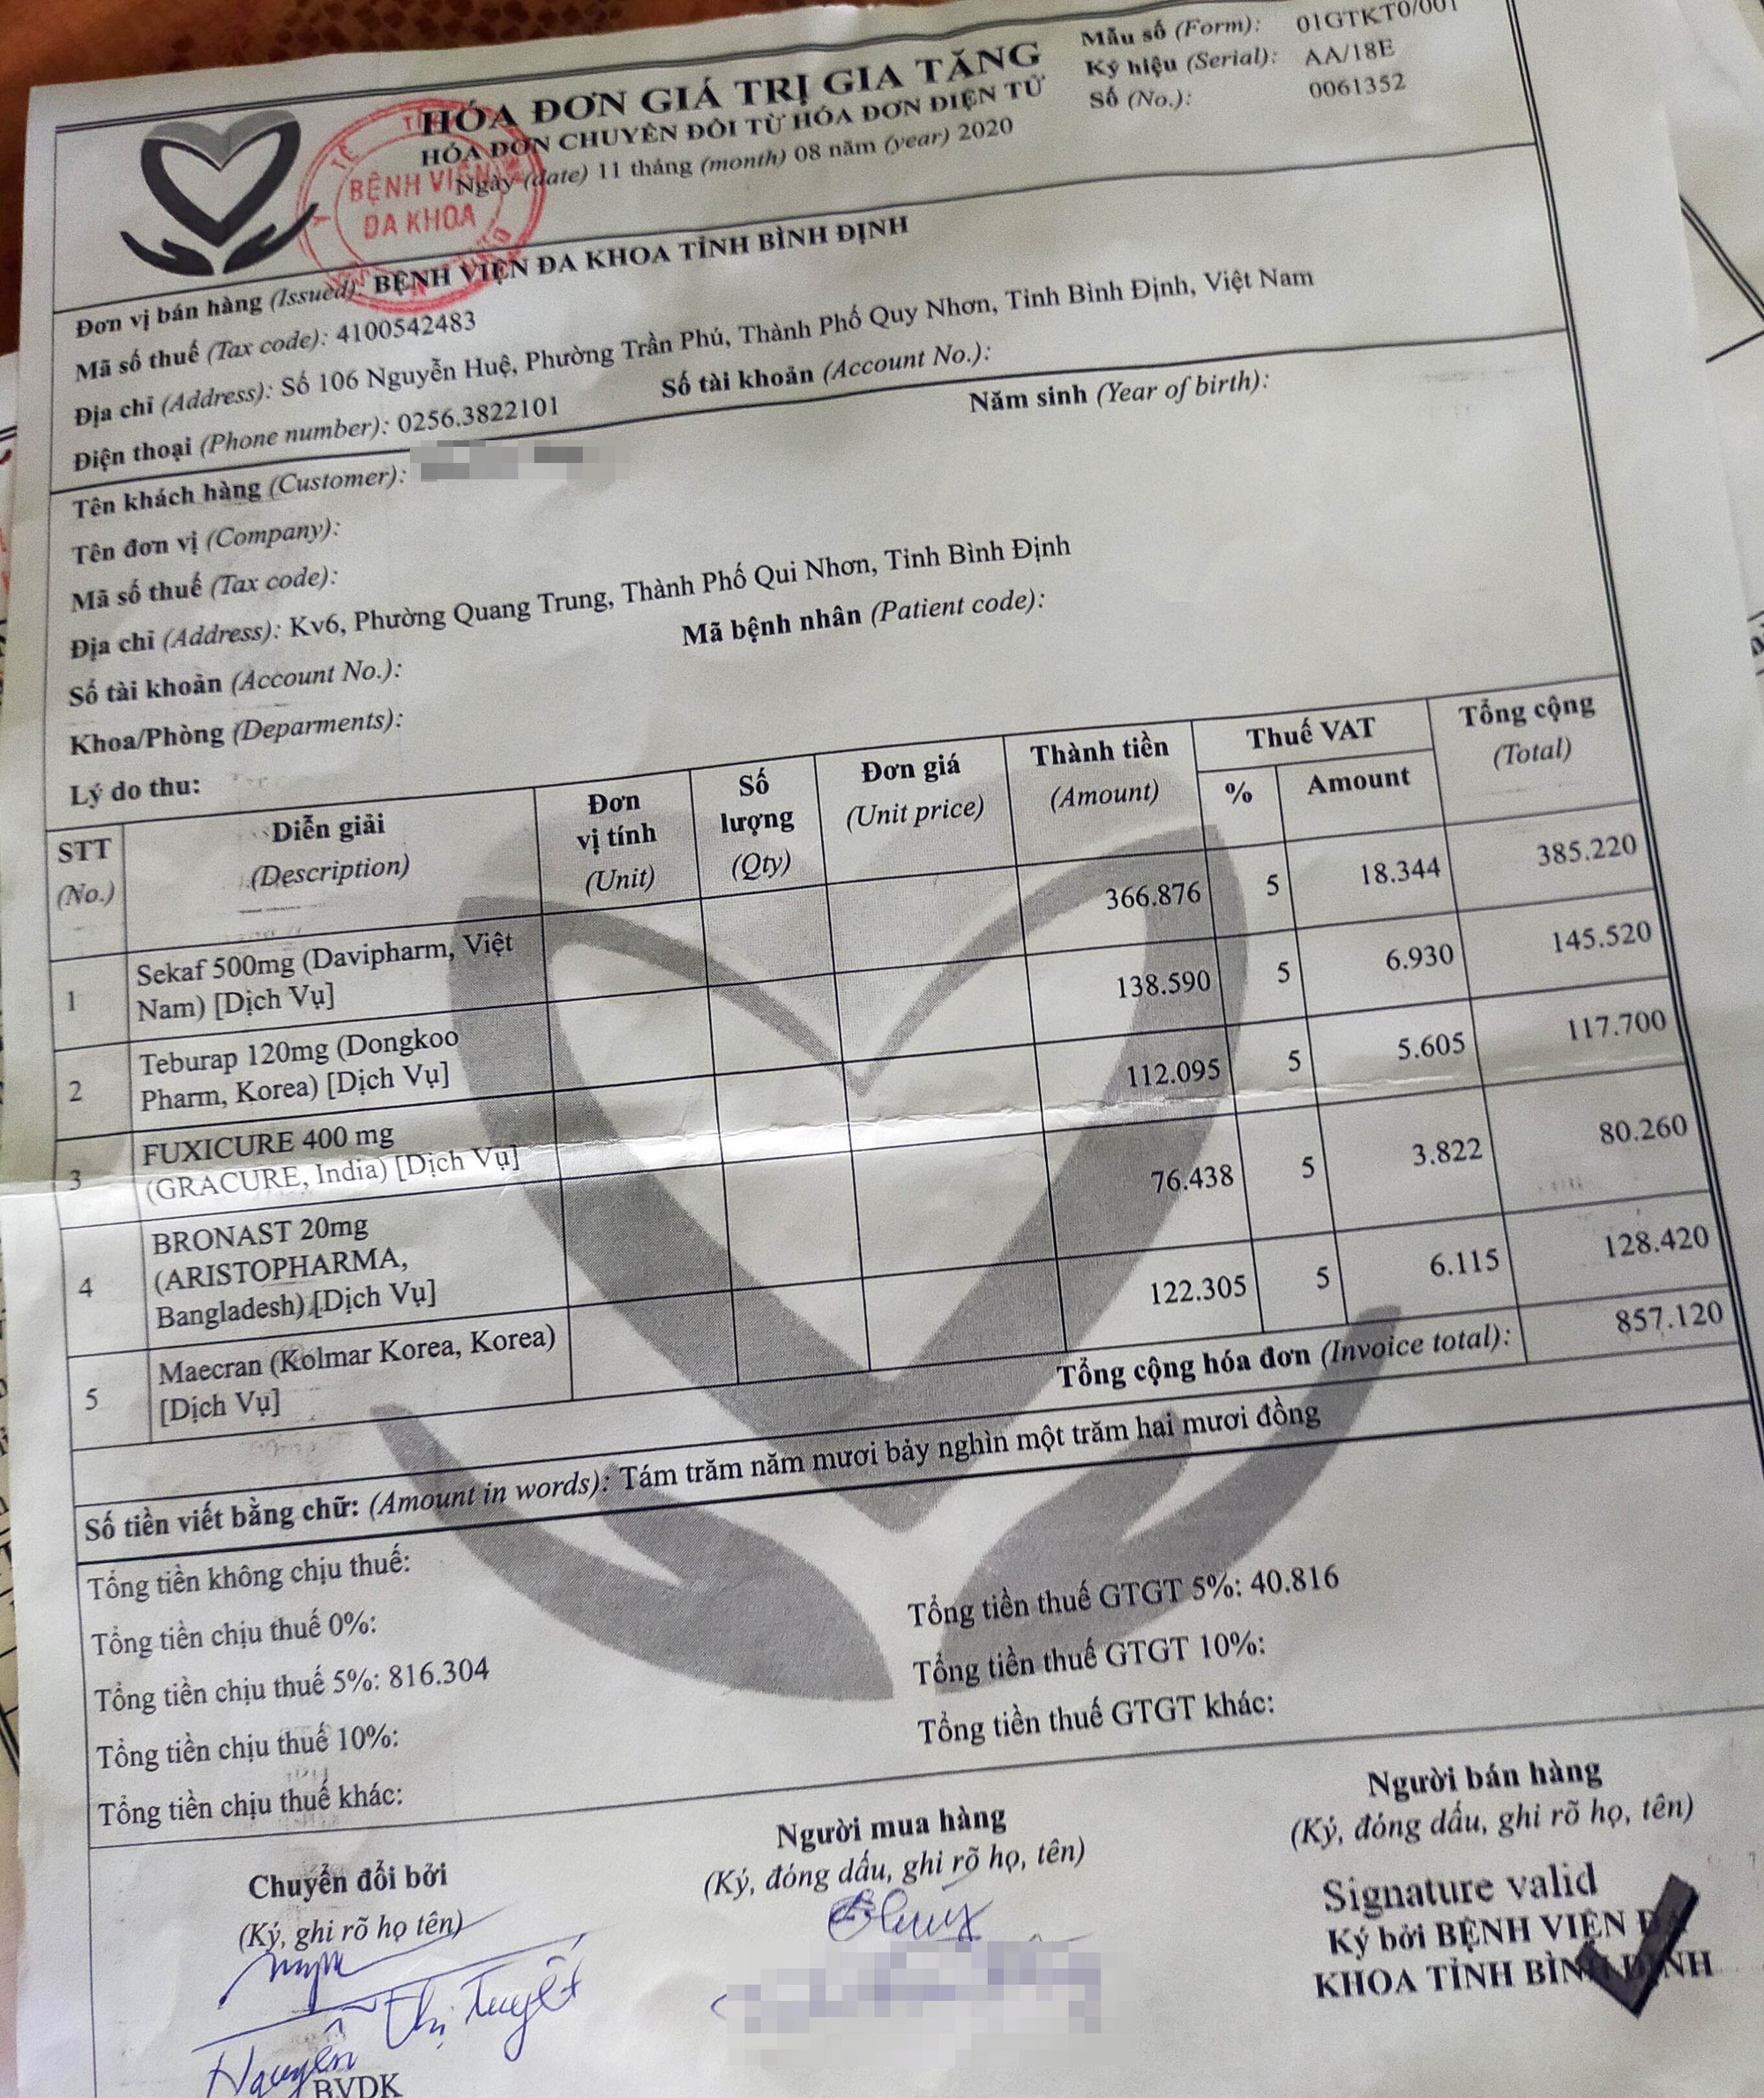 HÓA ĐƠN GIÁ TRỊ GIA TĂNG
HÓA ĐƠN CHUYỂN ĐỔI TỪ HÓA ĐƠN ĐIỆN TỬ
Ngày (date) 11 tháng (month) 08 năm (year) 2020
Mẫu số (Form): 01GTKT0/001
Ký hiệu (Serial): AA/18E
Số (No.): 0061352
BỆNH VIỆN
ĐA KHOA
Đơn vị bán hàng (Issued): BỆNH VIỆN ĐA KHOA TỈNH BÌNH ĐỊNH
Mã số thuế (Tax code): 4100542483
Địa chỉ (Address): Số 106 Nguyễn Huệ, Phường Trần Phú, Thành Phố Quy Nhơn, Tỉnh Bình Định, Việt Nam
Điện thoại (Phone number): 0256.3822101 Số tài khoản (Account No.):
Tên khách hàng (Customer): Năm sinh (Year of birth):
Tên đơn vị (Company):
Mã số thuế (Tax code):
Địa chỉ (Address): Kv6, Phường Quang Trung, Thành Phố Qui Nhơn, Tỉnh Bình Định
Số tài khoản (Account No.): Mã bệnh nhân (Patient code):
Khoa/Phòng (Deparments):
Lý do thu:
STT (No.) Diễn giải (Description) Đơn vị tính (Unit) Số lượng (Qty) Đơn giá (Unit price) Thành tiền (Amount) Thuế VAT % Amount Tổng cộng (Total)
1 Sekaf 500mg (Davipharm, Việt 366.876 5 18.344 385.220
Nam) [Dịch Vụ]
2 Teburap 120mg (Dongkoo 138.590 5 6.930 145.520
Pharm, Korea) [Dịch Vụ]
3 FUXICURE 400 mg 112.095 5 5.605 117.700
(GRACURE, India) [Dịch Vụ]
4 BRONAST 20mg 76.438 5 3.822 80.260
(ARISTOPHARMA,
Bangladesh) [Dịch Vụ]
5 Maecran (Kolmar Korea, Korea) 122.305 5 6.115 128.420
[Dịch Vụ]
Tổng cộng hóa đơn (Invoice total): 857.120
Số tiền viết bằng chữ: (Amount in words): Tám trăm năm mươi bảy nghìn một trăm hai mươi đồng
Tổng tiền không chịu thuế:
Tổng tiền chịu thuế 0%:
Tổng tiền chịu thuế 5%: 816.304 Tổng tiền thuế GTGT 5%: 40.816
Tổng tiền chịu thuế 10%: Tổng tiền thuế GTGT 10%:
Tổng tiền chịu thuế khác: Tổng tiền thuế GTGT khác:
Chuyển đổi bởi
(Ký, ghi rõ họ tên)
Nguyễn Thị Tuyết
BVDK
Người mua hàng
(Ký, đóng dấu, ghi rõ họ, tên)
Người bán hàng
(Ký, đóng dấu, ghi rõ họ, tên)
Signature valid
Ký bởi BỆNH VIỆN ĐA
KHOA TỈNH BÌNH ĐỊNH